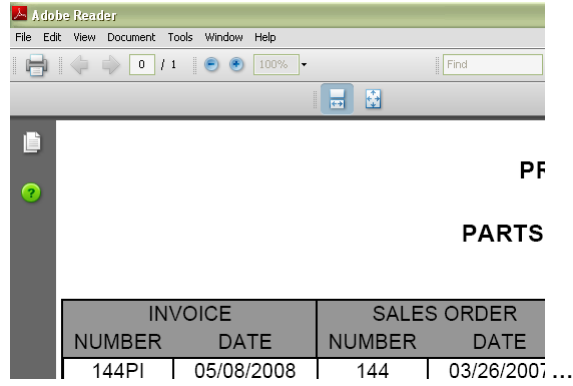 Adobe Reader
File Edit View Document Tools Window Help
0 / 1 100% Find
?
PR
PARTS
INVOICE SALES ORDER
NUMBER DATE NUMBER DATE
144PI 05/08/2008 144 03/26/2007...